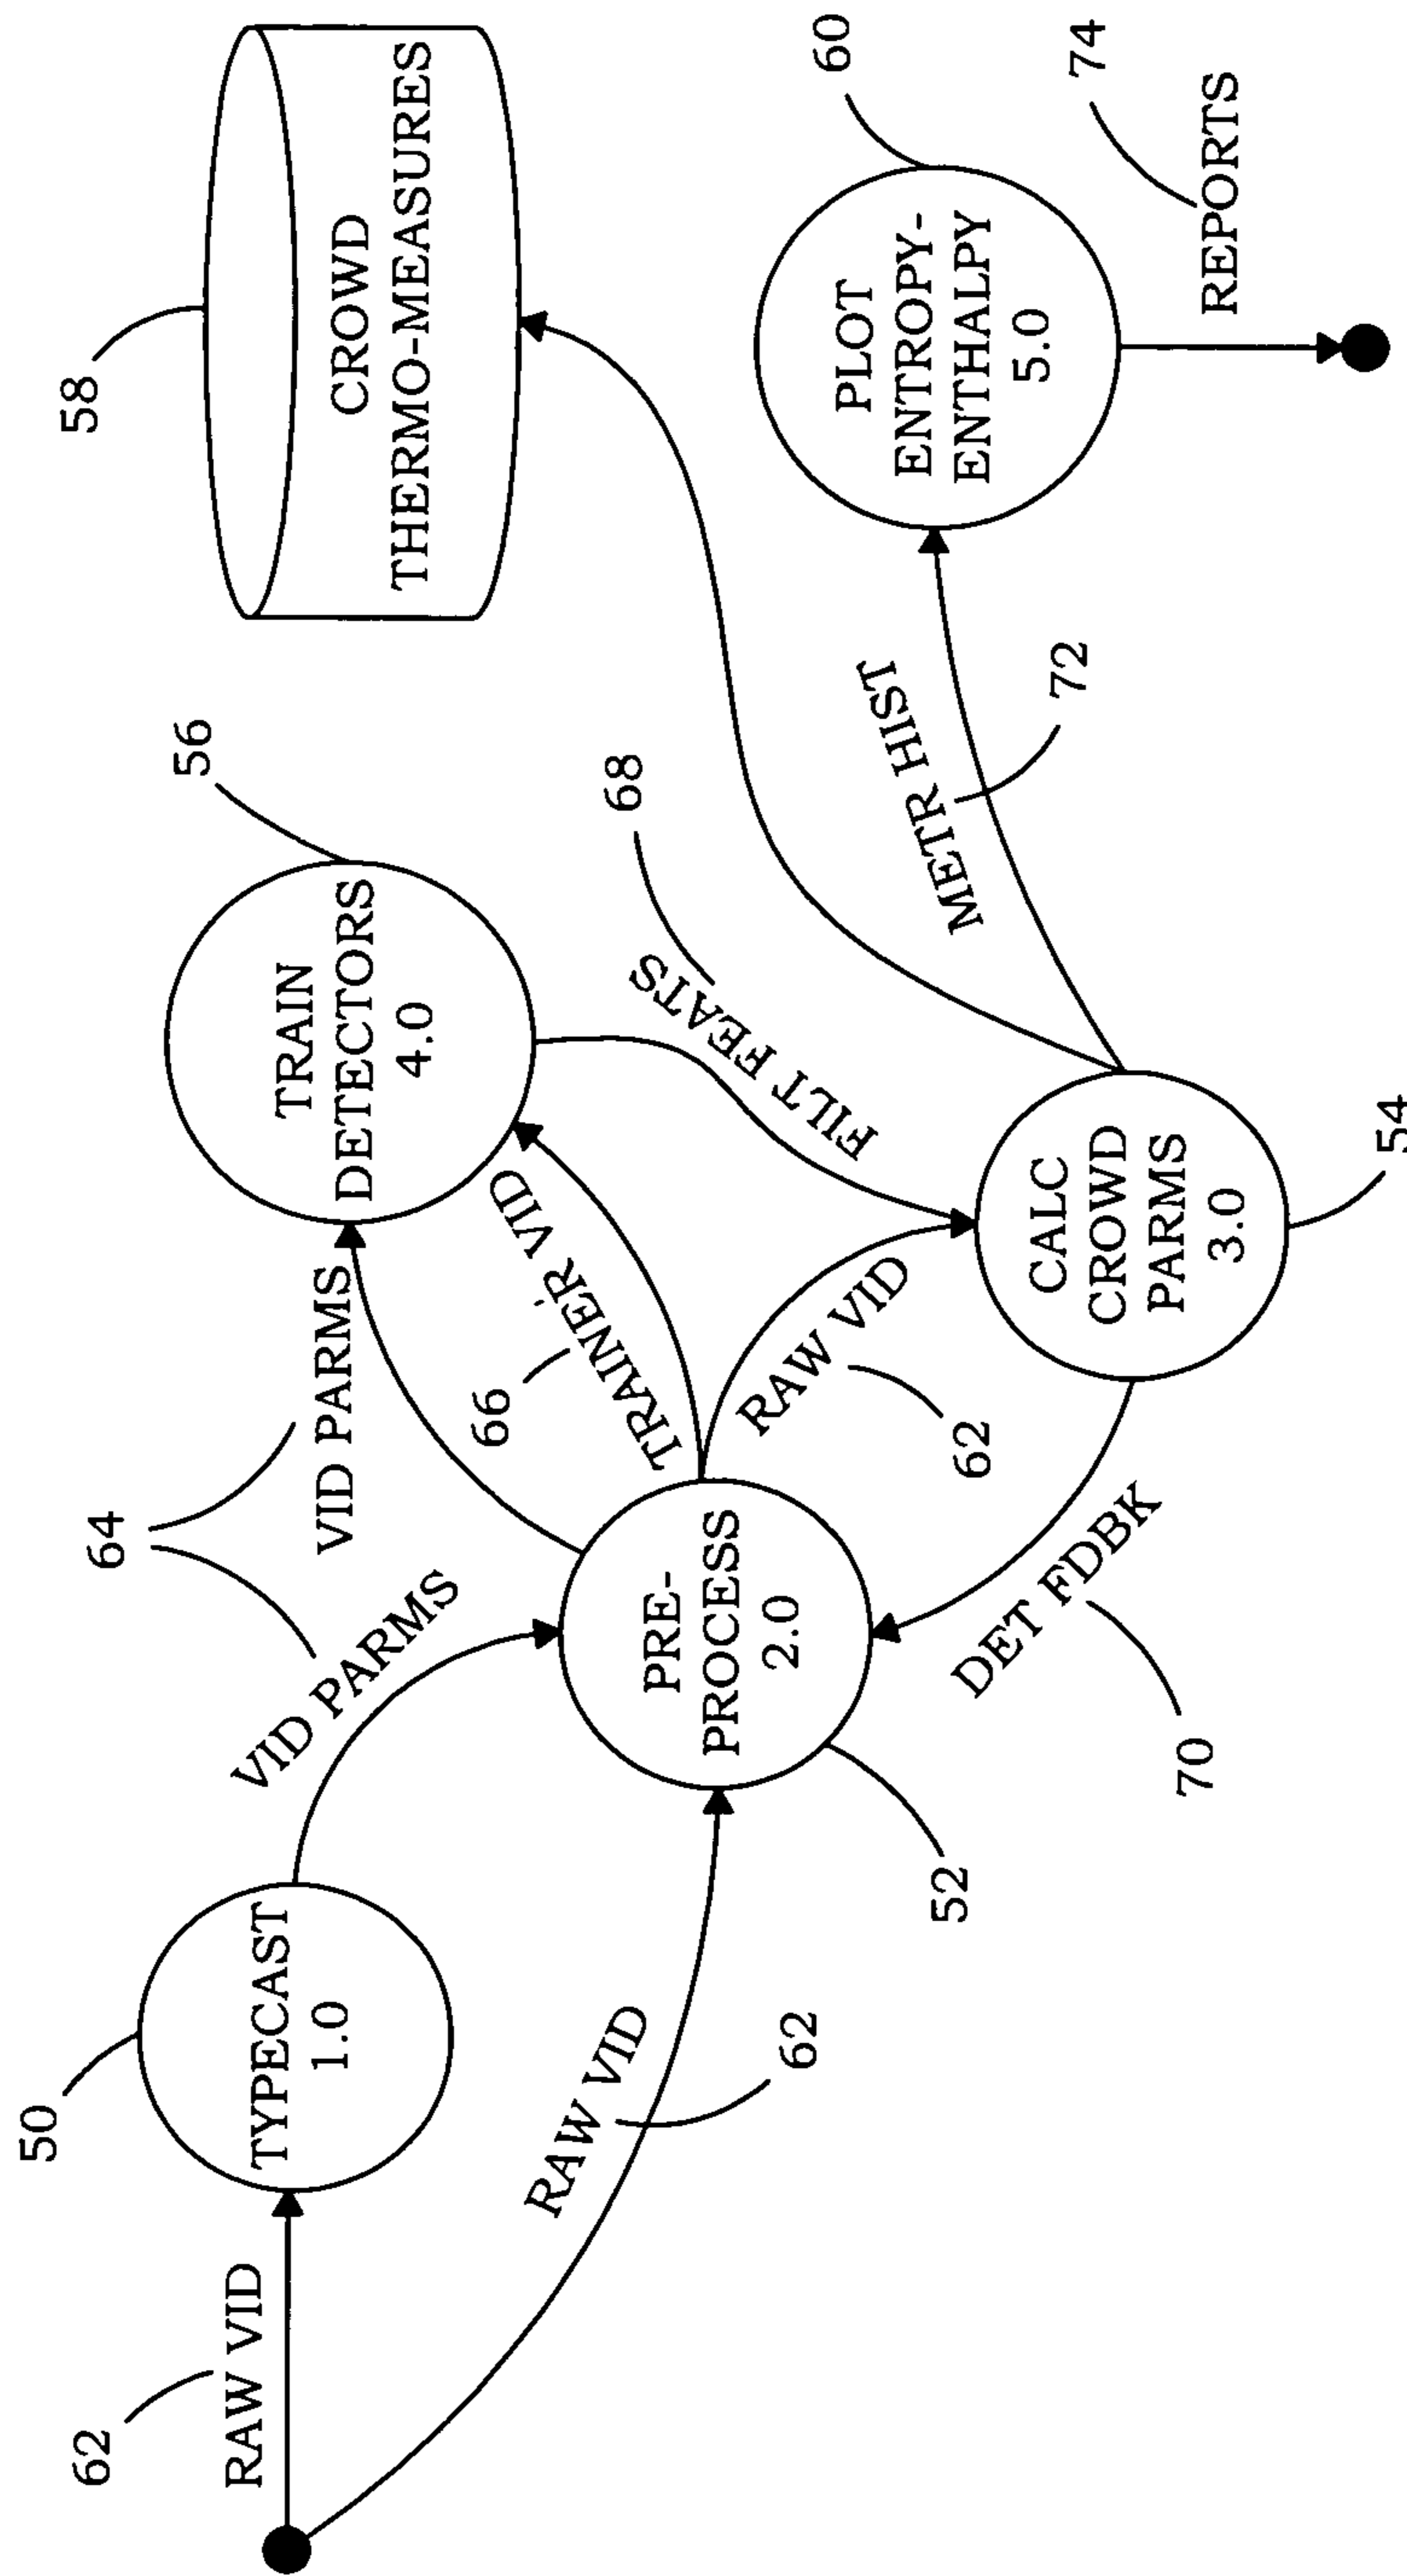 58
CROWD
THERMO-MEASURES
56
TRAIN
DETECTORS
4.0
64
VID PARMS
VID PARMS
50
TYPECAST
1.0
62
RAW VID
66
TRAINER VID
68
FILT FEATS
60
PLOT
ENTROPY-
ENTHALPY
5.0
74
REPORTS
METR HIST
72
RAW VID
62
PRE-
PROCESS
2.0
52
RAW VID
62
CALC
CROWD
PARMS
3.0
54
DET FDBK
70